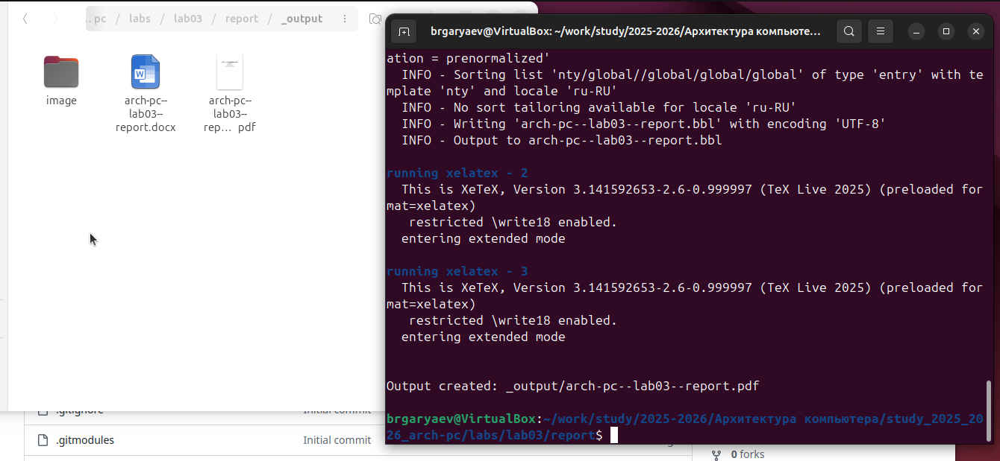 .. pc / labs / lab03 / report / _output
image
arch-pc--
lab03--
report.docx
arch-pc--
lab03--
rep... pdf
.gitignore Initial commit
.gitmodules Initial commit
0 forks
brgaryaev@VirtualBox: ~/work/study/2025-2026/Архитектура компьюте...
ation = prenormalized'
INFO - Sorting list 'nty/global//global/global/global' of type 'entry' with te
mplate 'nty' and locale 'ru-RU'
INFO - No sort tailoring available for locale 'ru-RU'
INFO - Writing 'arch-pc--lab03--report.bbl' with encoding 'UTF-8'
INFO - Output to arch-pc--lab03--report.bbl
running xelatex - 2
This is XeTeX, Version 3.141592653-2.6-0.999997 (TeX Live 2025) (preloaded for
mat=xelatex)
restricted \write18 enabled.
entering extended mode
running xelatex - 3
This is XeTeX, Version 3.141592653-2.6-0.999997 (TeX Live 2025) (preloaded for
mat=xelatex)
restricted \write18 enabled.
entering extended mode
Output created: _output/arch-pc--lab03--report.pdf
brgaryaev@VirtualBox:~/work/study/2025-2026/Архитектура компьютера/study_2025_20
26_arch-pc/labs/lab03/report$